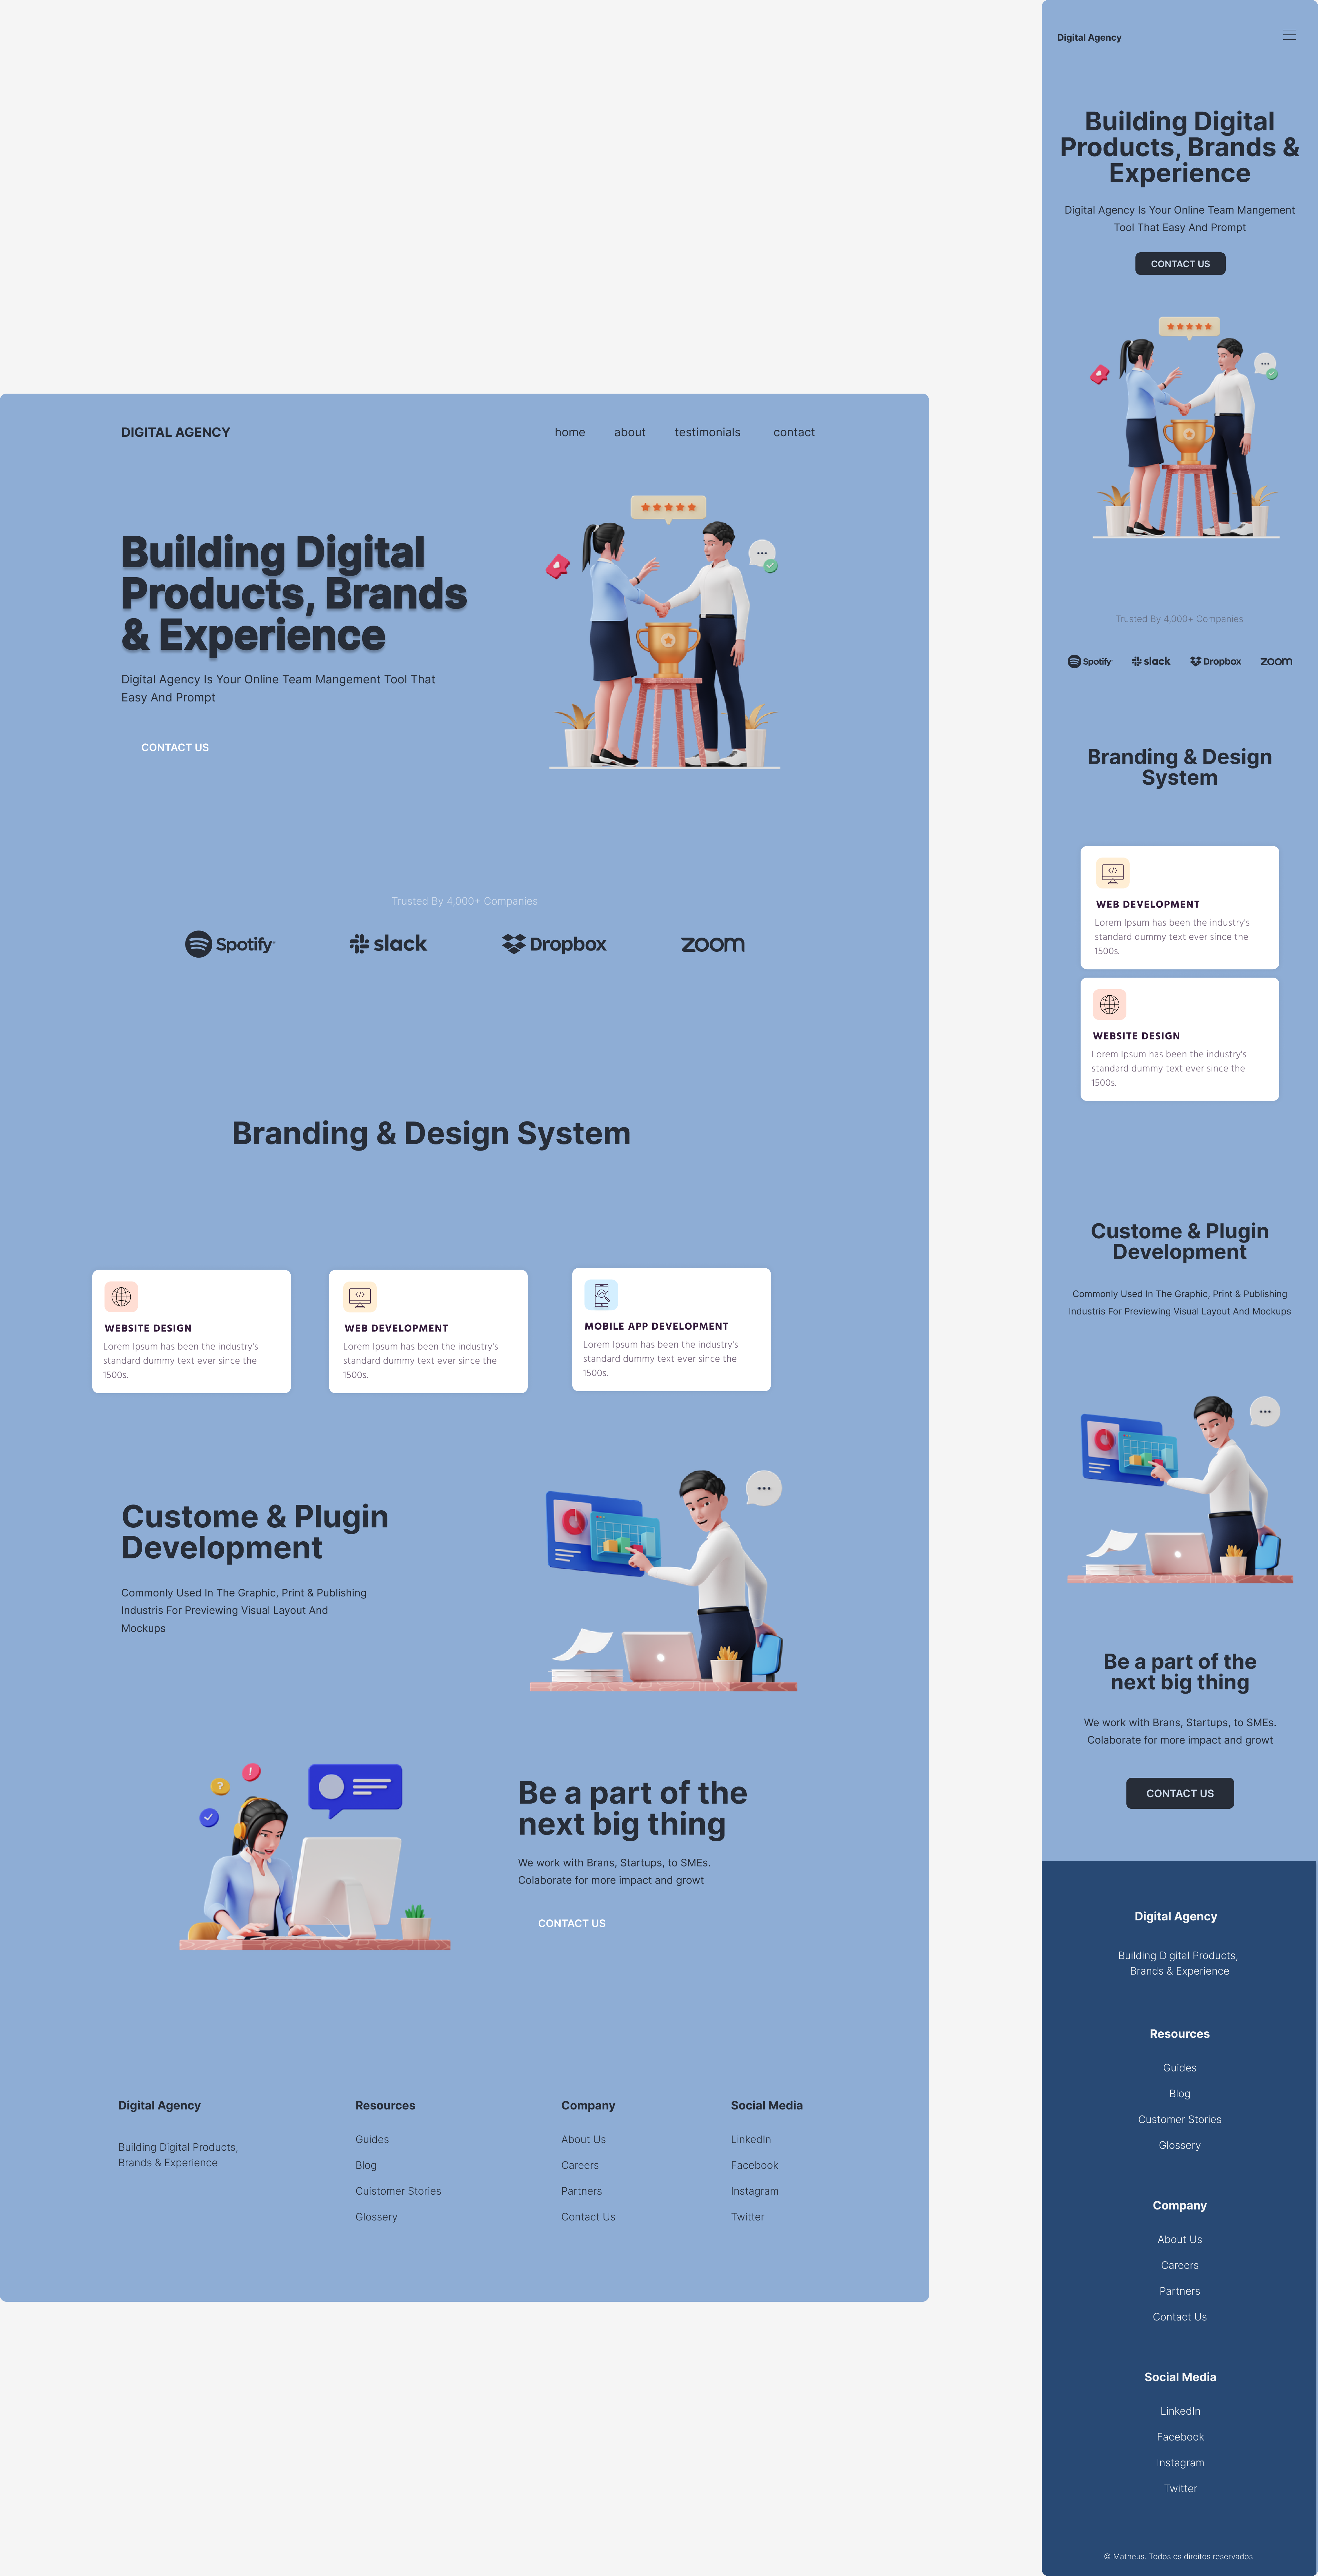 DIGITAL AGENCY
home about testimonials contact
Building Digital
Products, Brands
& Experience
Digital Agency Is Your Online Team Mangement Tool That
Easy And Prompt
CONTACT US
Trusted By 4,000+ Companies
Spotify slack Dropbox zoom
Branding & Design System
WEBSITE DESIGN
Lorem Ipsum has been the industry's
standard dummy text ever since the
1500s.
WEB DEVELOPMENT
Lorem Ipsum has been the industry's
standard dummy text ever since the
1500s.
MOBILE APP DEVELOPMENT
Lorem Ipsum has been the industry's
standard dummy text ever since the
1500s.
Custome & Plugin
Development
Commonly Used In The Graphic, Print & Publishing
Industris For Previewing Visual Layout And
Mockups
Be a part of the
next big thing
We work with Brans, Startups, to SMEs.
Colaborate for more impact and growt
CONTACT US
Digital Agency
Building Digital Products,
Brands & Experience
Resources
Guides
Blog
Cuistomer Stories
Glossery
Company
About Us
Careers
Partners
Contact Us
Social Media
LinkedIn
Facebook
Instagram
Twitter
Digital Agency
Building Digital
Products, Brands &
Experience
Digital Agency Is Your Online Team Mangement
Tool That Easy And Prompt
CONTACT US
Trusted By 4,000+ Companies
Spotify slack Dropbox zoom
Branding & Design
System
WEB DEVELOPMENT
Lorem Ipsum has been the industry's
standard dummy text ever since the
1500s.
WEBSITE DESIGN
Lorem Ipsum has been the industry's
standard dummy text ever since the
1500s.
Custome & Plugin
Development
Commonly Used In The Graphic, Print & Publishing
Industris For Previewing Visual Layout And Mockups
Be a part of the
next big thing
We work with Brans, Startups, to SMEs.
Colaborate for more impact and growt
CONTACT US
Digital Agency
Building Digital Products,
Brands & Experience
Resources
Guides
Blog
Customer Stories
Glossery
Company
About Us
Careers
Partners
Contact Us
Social Media
LinkedIn
Facebook
Instagram
Twitter
© Matheus. Todos os direitos reservados